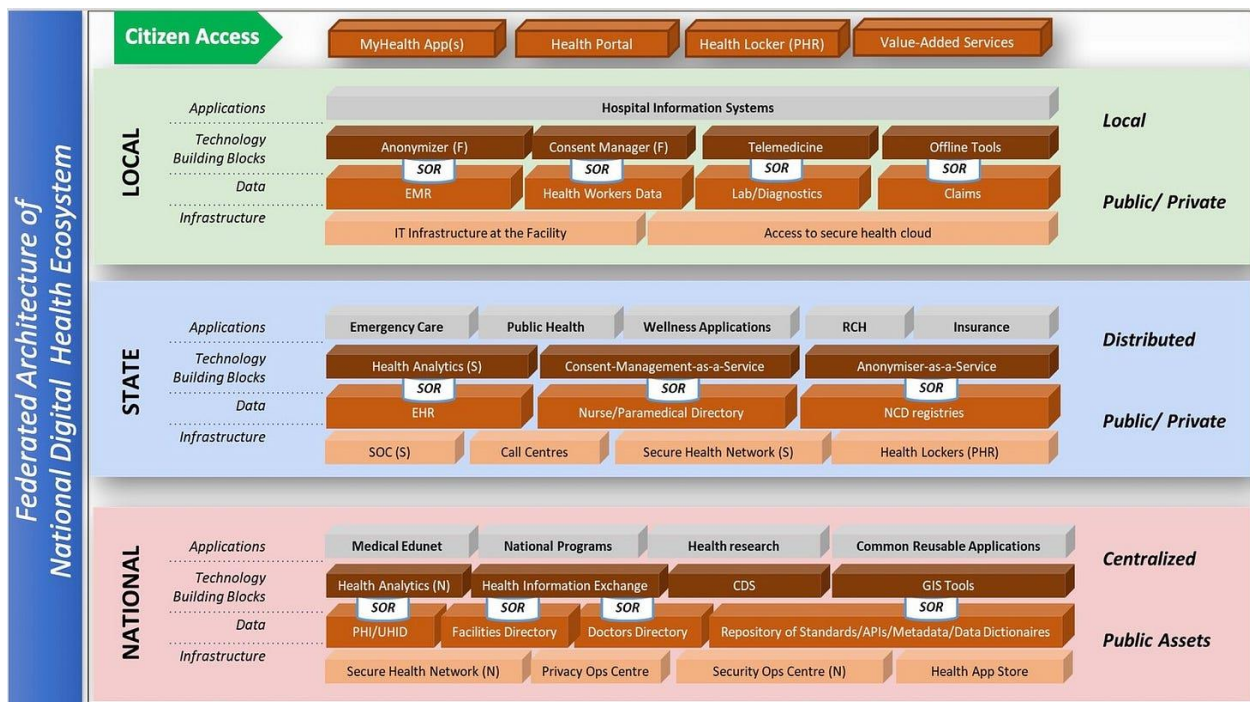 Federated Architecture of
National Digital Health Ecosystem
Citizen Access
MyHealth App(s)
Health Portal
Health Locker (PHR)
Value-Added Services
LOCAL
Applications
Hospital Information Systems
Local
Technology
Building Blocks
Anonymizer (F)
Consent Manager (F)
Telemedicine
Offline Tools
SOR
SOR
SOR
SOR
Data
EMR
Health Workers Data
Lab/Diagnostics
Claims
Public/ Private
Infrastructure
IT Infrastructure at the Facility
Access to secure health cloud
STATE
Applications
Emergency Care
Public Health
Wellness Applications
RCH
Insurance
Distributed
Technology
Building Blocks
Health Analytics (S)
Consent-Management-as-a-Service
Anonymiser-as-a-Service
SOR
SOR
SOR
Data
EHR
Nurse/Paramedical Directory
NCD registries
Public/ Private
Infrastructure
SOC (S)
Call Centres
Secure Health Network (S)
Health Lockers (PHR)
NATIONAL
Applications
Medical Edunet
National Programs
Health research
Common Reusable Applications
Centralized
Technology
Building Blocks
Health Analytics (N)
Health Information Exchange
CDS
GIS Tools
SOR
SOR
SOR
SOR
Data
PHI/UHID
Facilities Directory
Doctors Directory
Repository of Standards/APIs/Metadata/Data Dictionaires
Public Assets
Infrastructure
Secure Health Network (N)
Privacy Ops Centre
Security Ops Centre (N)
Health App Store